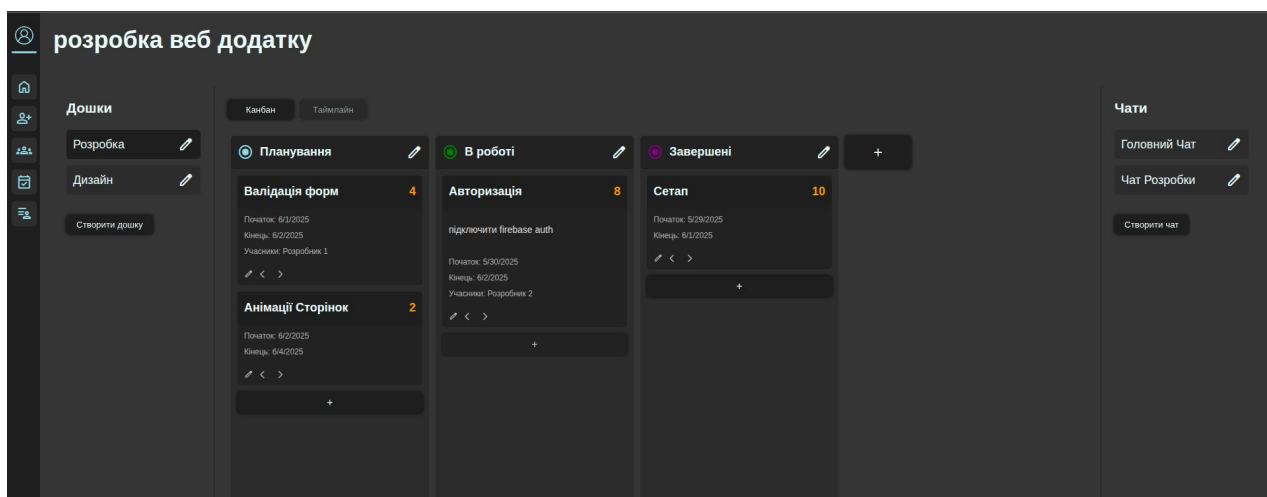 розробка веб додатку
Дошки
Розробка
Дизайн
Створити дошку
Канбан
Таймлайн
Планування
Валідація форм 4
Початок: 6/1/2025
Кінець: 6/2/2025
Учасники: Розробник 1
Анімації Сторінок 2
Початок: 6/2/2025
Кінець: 6/4/2025
+
В роботі
Авторизація 8
підключити firebase auth
Початок: 5/30/2025
Кінець: 6/2/2025
Учасники: Розробник 2
+
Завершені
Сетап 10
Початок: 5/29/2025
Кінець: 6/1/2025
+
+
Чати
Головний Чат
Чат Розробки
Створити чат